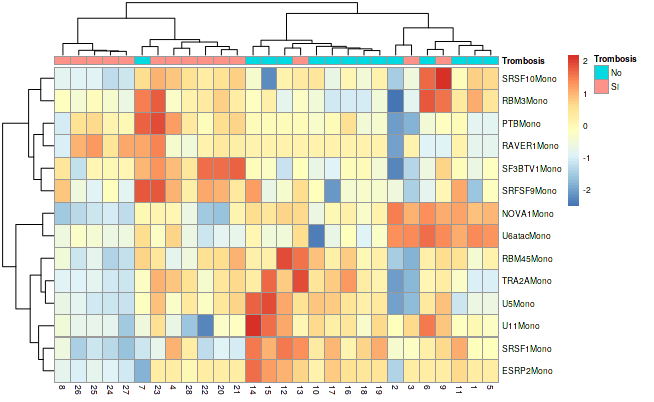 Trombosis
SRSF10Mono
RBM3Mono
PTBMono
RAVER1Mono
SF3BTV1Mono
SRFSF9Mono
NOVA1Mono
U6atacMono
RBM45Mono
TRA2AMono
U5Mono
U11Mono
SRSF1Mono
ESRP2Mono
8 26 25 24 27 7 23 4 28 22 20 21 14 15 12 13 10 17 16 18 19 2 3 6 9 11 1 5
2
1
0
-1
-2
Trombosis
No
SI